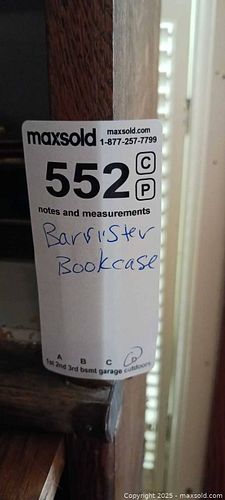 maxsold maxsold.com
1-877-257-7799
552 C
P
notes and measurements
Barrister
Bookcase
A B C D
1st 2nd 3rd bsmt garage outdoors
Copyright © 2025 - maxsold.com